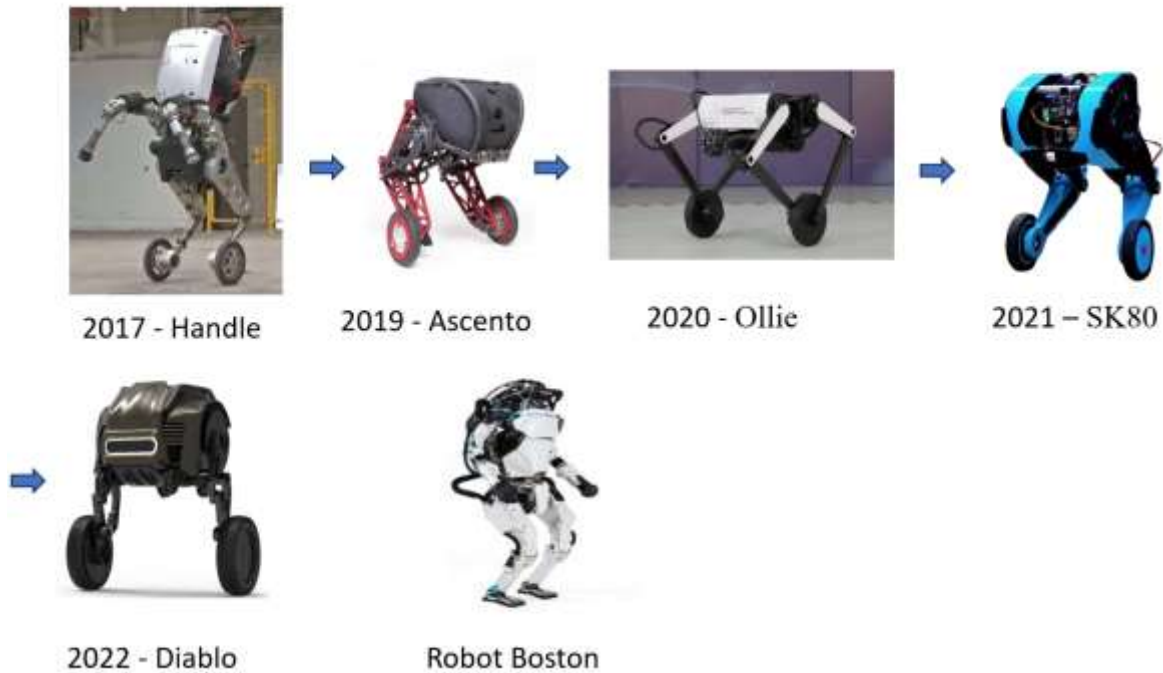 2017 - Handle
2019 - Ascento
2020 - Ollie
2021 – SK80
2022 - Diablo
Robot Boston